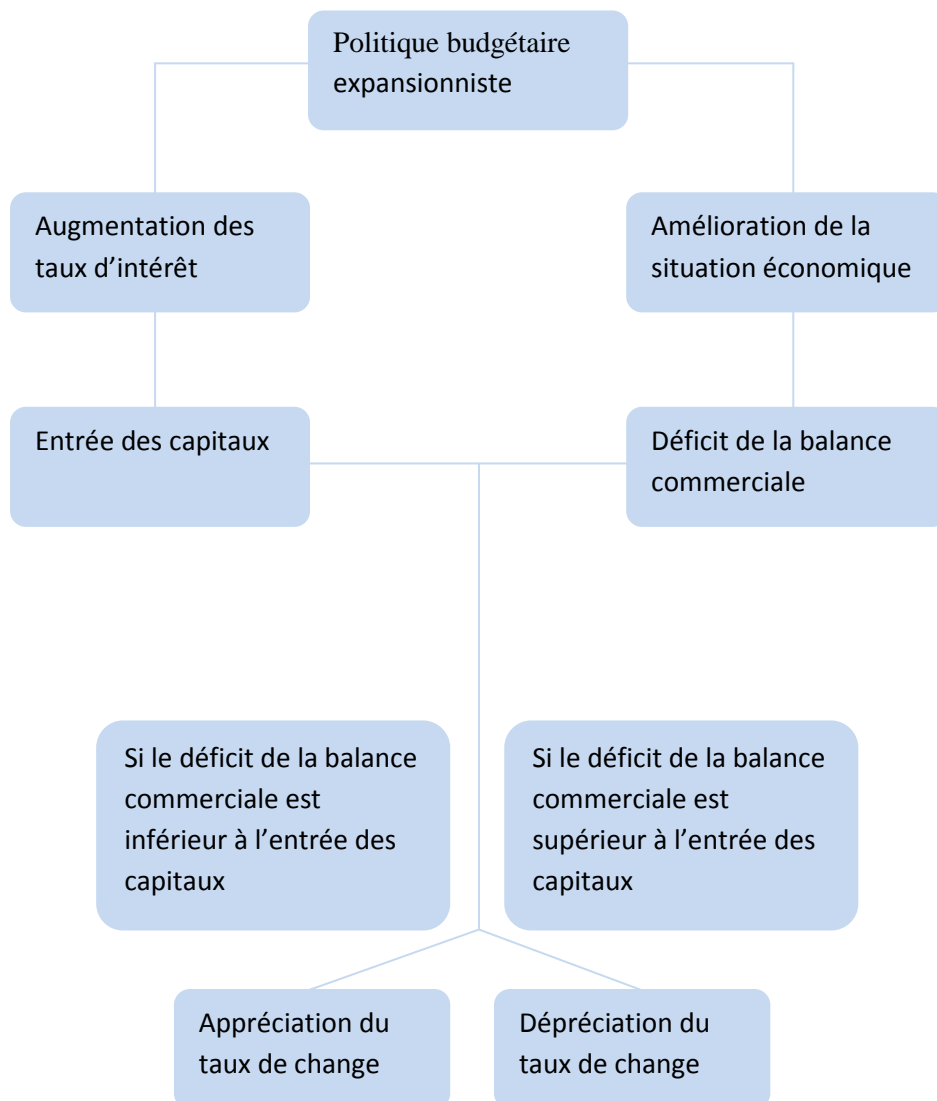 Politique budgétaire
expansionniste
Augmentation des
taux d’intérêt
Amélioration de la
situation économique
Entrée des capitaux
Déficit de la balance
commerciale
Si le déficit de la balance
commerciale est
inférieur à l’entrée des
capitaux
Si le déficit de la balance
commerciale est
supérieur à l’entrée des
capitaux
Appréciation du
taux de change
Dépréciation du
taux de change